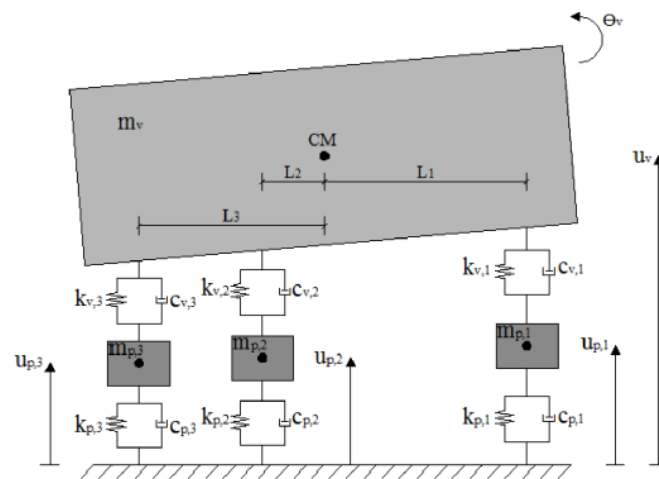 Θv
mv
CM
uv
L2 L1
L3
kv,3 cv,3 kv,2 cv,2 kv,1 cv,1
mp,3 mp,2 mp,1
up,3 up,2 up,1
kp,3 cp,3 kp,2 cp,2 kp,1 cp,1